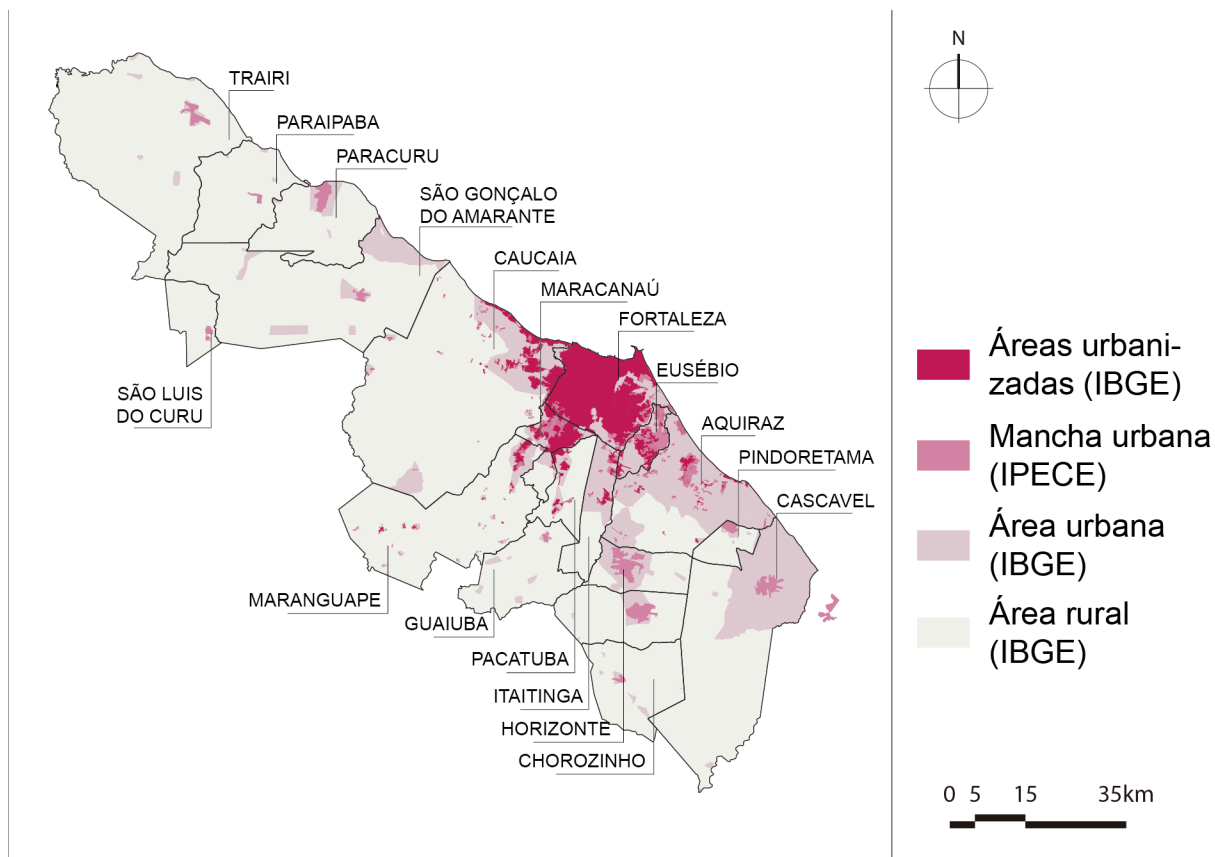 TRAIRI
PARAIPABA
PARACURU
SÃO GONÇALO
DO AMARANTE
CAUCAIA
MARACANAÚ
FORTALEZA
EUSÉBIO
AQUIRAZ
PINDORETAMA
CASCAVEL
SÃO LUIS
DO CURU
MARANGUAPE
GUAIUBA
PACATUBA
ITAITINGA
HORIZONTE
CHOROZINHO
N
Áreas urbani-
zadas (IBGE)
Mancha urbana
(IPECE)
Área urbana
(IBGE)
Área rural
(IBGE)
0 5 15 35km